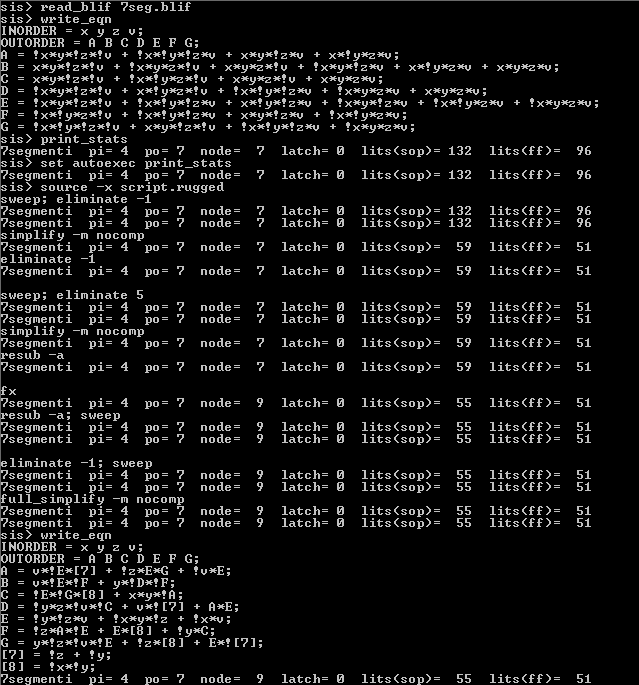 sis> read_blif 7seg.blif
sis> write_eqn
INORDER = x y z v;
OUTORDER = A B C D E F G;
A = !x*y*!z*!v + !x*!y*!z*v + x*y*!z*v + x*!y*z*v;
B = x*y*!z*!v + !x*y*z*!v + x*y*z*!v + !x*y*!z*v + x*!y*z*v + x*y*z*v;
C = x*y*!z*!v + !x*!y*z*!v + x*y*z*!v + x*y*z*v;
D = !x*y*!z*!v + x*!y*z*!v + !x*!y*!z*v + !x*y*z*v + x*y*z*v;
E = !x*y*!z*!v + !x*!y*!z*v + x*!y*!z*v + !x*y*!z*v + !x*!y*z*v + !x*y*z*v;
F = !x*!y*z*!v + !x*!y*!z*v + x*y*!z*v + !x*!y*z*v;
G = !x*!y*!z*!v + x*y*!z*!v + !x*!y*!z*v + !x*y*z*v;
sis> print_stats
7segmenti  pi= 4  po= 7  node=  7  latch= 0  lits(sop)= 132  lits(ff)=  96
sis> set autoexec print_stats
7segmenti  pi= 4  po= 7  node=  7  latch= 0  lits(sop)= 132  lits(ff)=  96
sis> source -x script.rugged
sweep; eliminate -1
7segmenti  pi= 4  po= 7  node=  7  latch= 0  lits(sop)= 132  lits(ff)=  96
7segmenti  pi= 4  po= 7  node=  7  latch= 0  lits(sop)= 132  lits(ff)=  96
simplify -m nocomp
7segmenti  pi= 4  po= 7  node=  7  latch= 0  lits(sop)=  59  lits(ff)=  51
eliminate -1
7segmenti  pi= 4  po= 7  node=  7  latch= 0  lits(sop)=  59  lits(ff)=  51
sweep; eliminate 5
7segmenti  pi= 4  po= 7  node=  7  latch= 0  lits(sop)=  59  lits(ff)=  51
7segmenti  pi= 4  po= 7  node=  7  latch= 0  lits(sop)=  59  lits(ff)=  51
simplify -m nocomp
7segmenti  pi= 4  po= 7  node=  7  latch= 0  lits(sop)=  59  lits(ff)=  51
resub -a
7segmenti  pi= 4  po= 7  node=  7  latch= 0  lits(sop)=  59  lits(ff)=  51
fx
7segmenti  pi= 4  po= 7  node=  9  latch= 0  lits(sop)=  55  lits(ff)=  51
resub -a; sweep
7segmenti  pi= 4  po= 7  node=  9  latch= 0  lits(sop)=  55  lits(ff)=  51
7segmenti  pi= 4  po= 7  node=  9  latch= 0  lits(sop)=  55  lits(ff)=  51
eliminate -1; sweep
7segmenti  pi= 4  po= 7  node=  9  latch= 0  lits(sop)=  55  lits(ff)=  51
7segmenti  pi= 4  po= 7  node=  9  latch= 0  lits(sop)=  55  lits(ff)=  51
full_simplify -m nocomp
7segmenti  pi= 4  po= 7  node=  9  latch= 0  lits(sop)=  55  lits(ff)=  51
sis> write_eqn
INORDER = x y z v;
OUTORDER = A B C D E F G;
A = v*!E*[7] + !z*E*G + !v*E;
B = v*!E*!F + y*!D*!F;
C = !E*!G*[8] + x*y*!A;
D = !y*z*!v*!C + v*![7] + A*E;
E = !y*!z*v + !x*y*!z + !x*v;
F = !z*A*!E + E*[8] + !y*C;
G = y*!z*!v*!E + !z*[8] + E*![7];
[7] = !z + !y;
[8] = !x*!y;
7segmenti  pi= 4  po= 7  node=  9  latch= 0  lits(sop)=  55  lits(ff)=  51